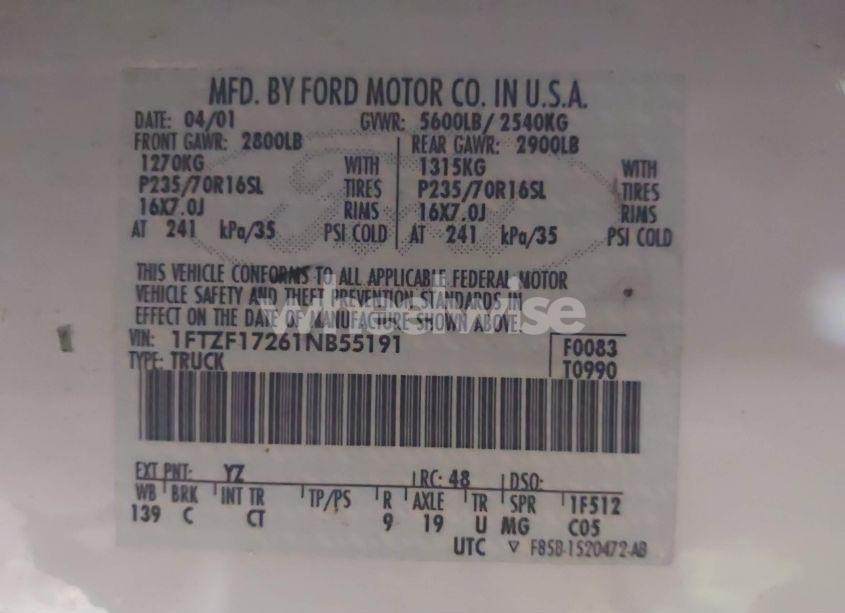 MFD. BY FORD MOTOR CO. IN U.S.A.
DATE: 04/01 GVWR: 5600LB/ 2540KG
FRONT GAWR: 2800LB REAR GAWR: 2900LB
1270KG WITH 1315KG WITH
P235/70R16SL TIRES P235/70R16SL TIRES
16X7.0J RIMS 16X7.0J RIMS
AT 241 kPa/35 PSI COLD AT 241 kPa/35 PSI COLD
THIS VEHICLE CONFORMS TO ALL APPLICABLE FEDERAL MOTOR
VEHICLE SAFETY AND THEFT PREVENTION STANDARDS IN
EFFECT ON THE DATE OF MANUFACTURE SHOWN ABOVE.
wheelwise
VIN: 1FTZF17261NB55191 F0083
TYPE: TRUCK T0990
EXT PNT: YZ RC: 48 DSO:
WB BRK INT TR TP/PS R AXLE TR SPR 1F512
139 C CT 9 19 U MG C05
UTC ▽ F85B-1520472-AB